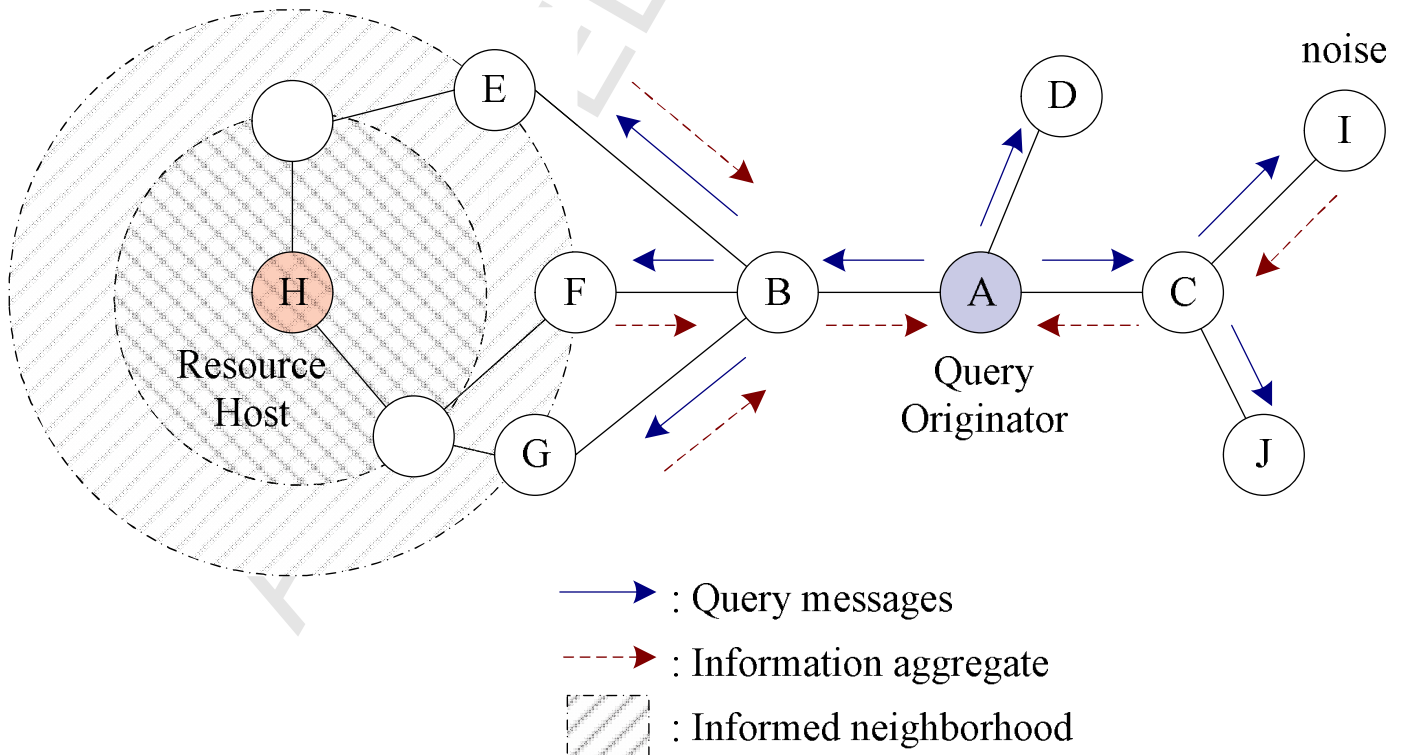 noise
E
D
I
H
F
B
A
C
Resource
Host
Query
Originator
G
J
: Query messages
: Information aggregate
: Informed neighborhood